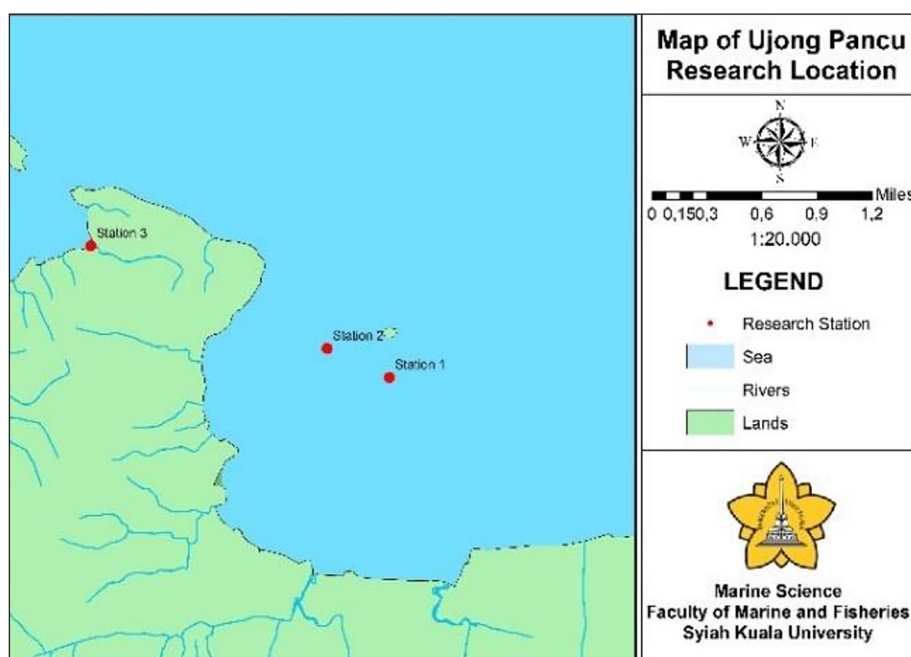 Map of Ujong Pancu
Research Location
N
W E
S
Miles
0 0,150,3 0,6 0,9 1,2
1:20.000
LEGEND
Research Station
Sea
Rivers
Lands
Marine Science
Faculty of Marine and Fisheries
Syiah Kuala University
Station 3
Station 2
Station 1